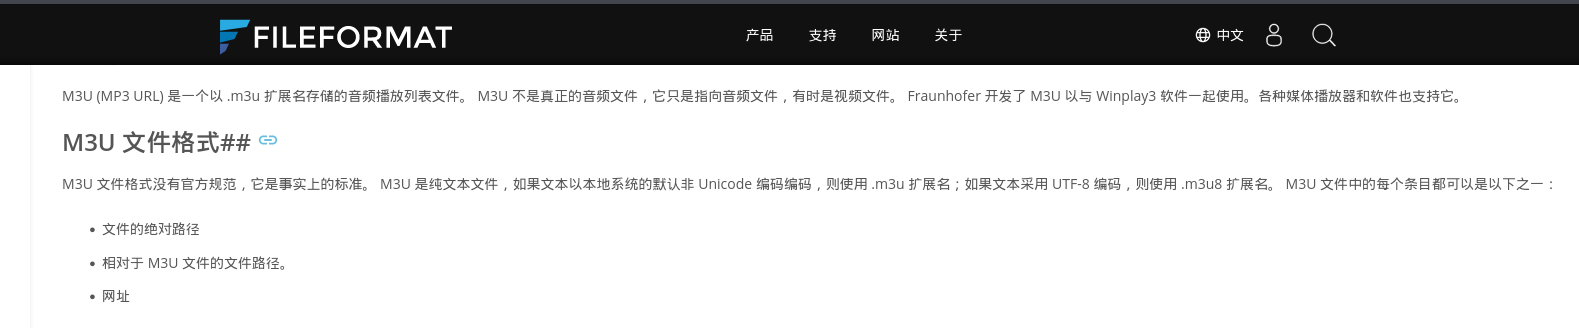 FILEFORMAT 产品 支持 网站 关于 中文
M3U (MP3 URL) 是一个以 .m3u 扩展名存储的音频播放列表文件。 M3U 不是真正的音频文件，它只是指向音频文件，有时是视频文件。 Fraunhofer 开发了 M3U 以与 Winplay3 软件一起使用。各种媒体播放器和软件也支持它。
M3U 文件格式##
M3U 文件格式没有官方规范，它是事实上的标准。 M3U 是纯文本文件，如果文本以本地系统的默认非 Unicode 编码编码，则使用 .m3u 扩展名；如果文本采用 UTF-8 编码，则使用 .m3u8 扩展名。 M3U 文件中的每个条目都可以是以下之一：
• 文件的绝对路径
• 相对于 M3U 文件的文件路径。
• 网址